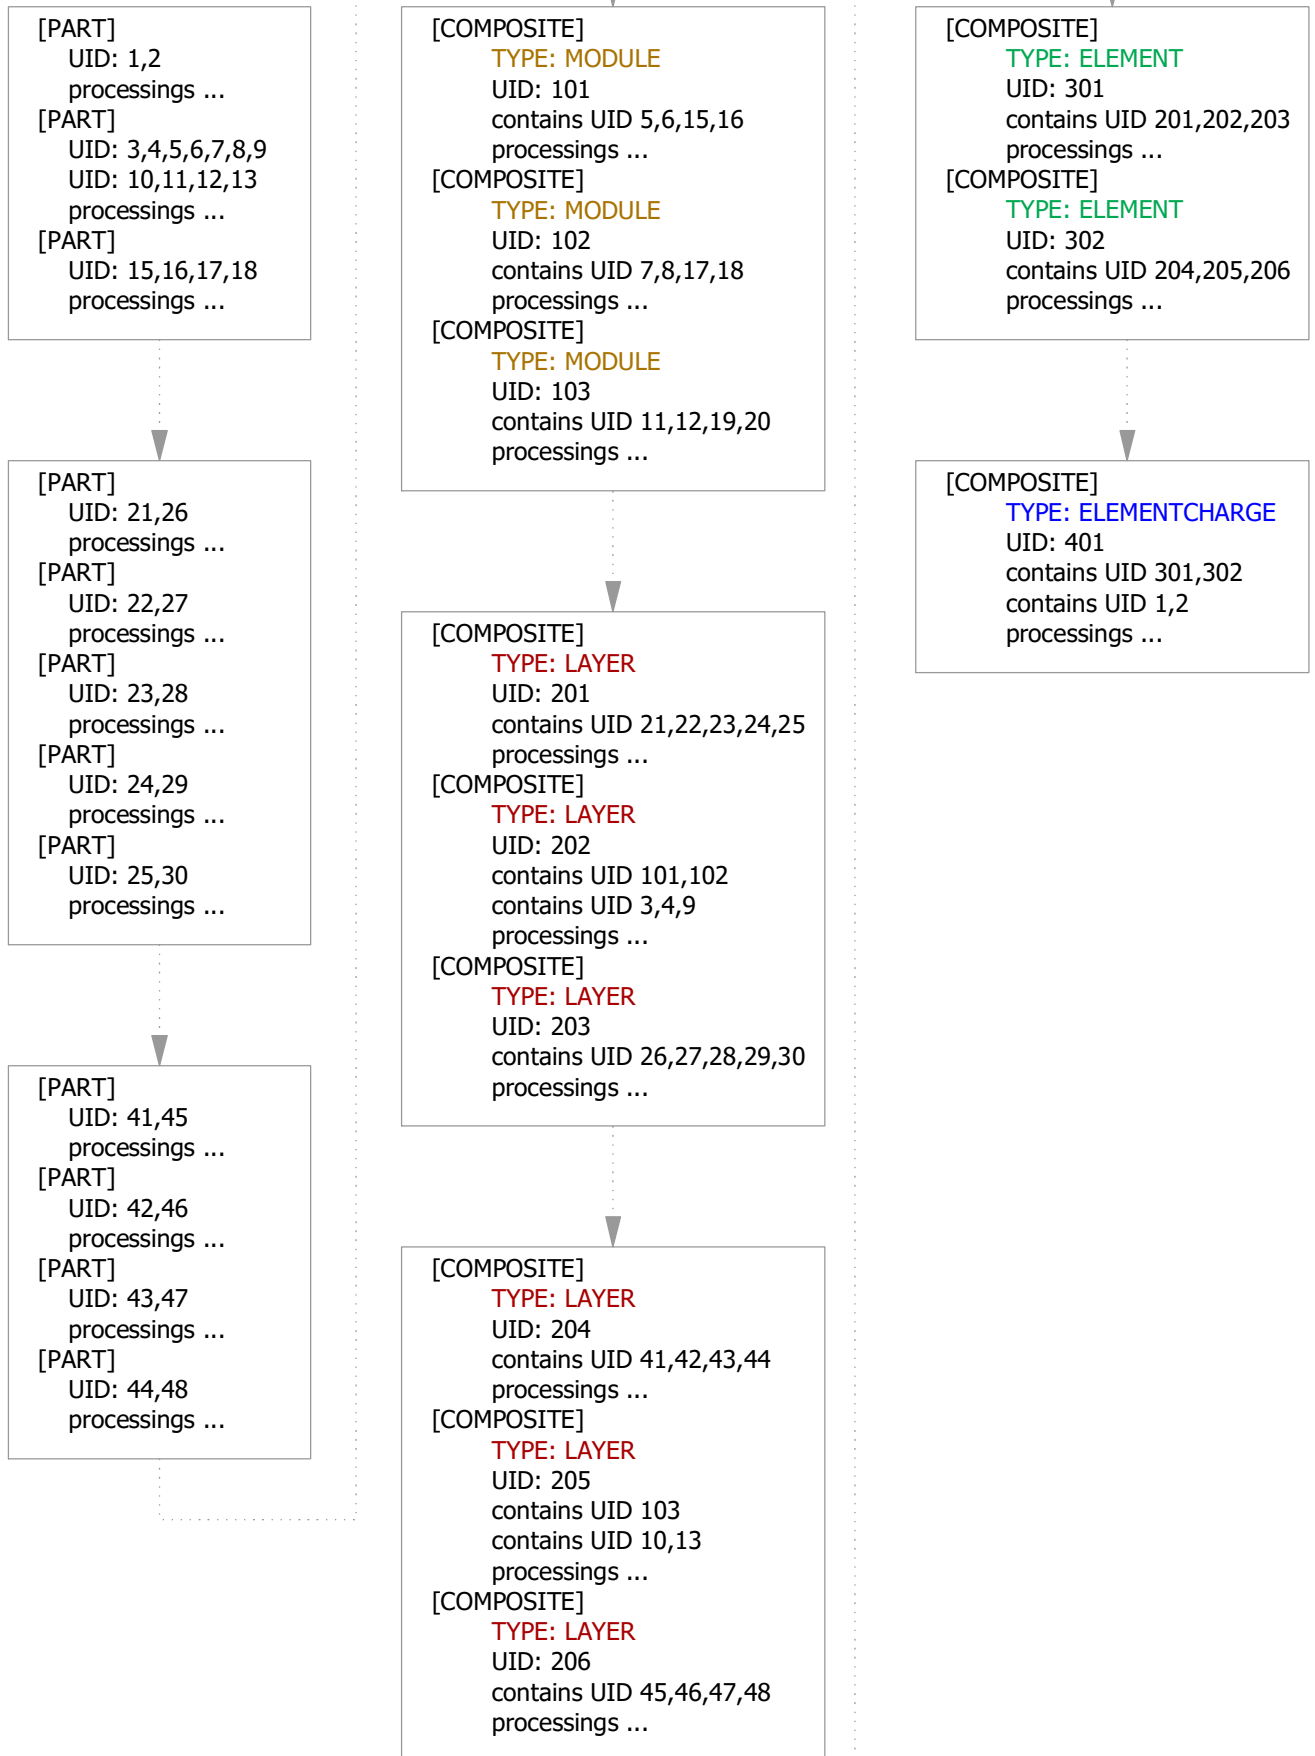 [PART]
UID: 1,2
processings ...
[PART]
UID: 3,4,5,6,7,8,9
UID: 10,11,12,13
processings ...
[PART]
UID: 15,16,17,18
processings ...
[PART]
UID: 21,26
processings ...
[PART]
UID: 22,27
processings ...
[PART]
UID: 23,28
processings ...
[PART]
UID: 24,29
processings ...
[PART]
UID: 25,30
processings ...
[PART]
UID: 41,45
processings ...
[PART]
UID: 42,46
processings ...
[PART]
UID: 43,47
processings ...
[PART]
UID: 44,48
processings ...
[COMPOSITE]
TYPE: MODULE
UID: 101
contains UID 5,6,15,16
processings ...
[COMPOSITE]
TYPE: MODULE
UID: 102
contains UID 7,8,17,18
processings ...
[COMPOSITE]
TYPE: MODULE
UID: 103
contains UID 11,12,19,20
processings ...
[COMPOSITE]
TYPE: LAYER
UID: 201
contains UID 21,22,23,24,25
processings ...
[COMPOSITE]
TYPE: LAYER
UID: 202
contains UID 101,102
contains UID 3,4,9
processings ...
[COMPOSITE]
TYPE: LAYER
UID: 203
contains UID 26,27,28,29,30
processings ...
[COMPOSITE]
TYPE: LAYER
UID: 204
contains UID 41,42,43,44
processings ...
[COMPOSITE]
TYPE: LAYER
UID: 205
contains UID 103
contains UID 10,13
processings ...
[COMPOSITE]
TYPE: LAYER
UID: 206
contains UID 45,46,47,48
processings ...
[COMPOSITE]
TYPE: ELEMENT
UID: 301
contains UID 201,202,203
processings ...
[COMPOSITE]
TYPE: ELEMENT
UID: 302
contains UID 204,205,206
processings ...
[COMPOSITE]
TYPE: ELEMENTCHARGE
UID: 401
contains UID 301,302
contains UID 1,2
processings ...